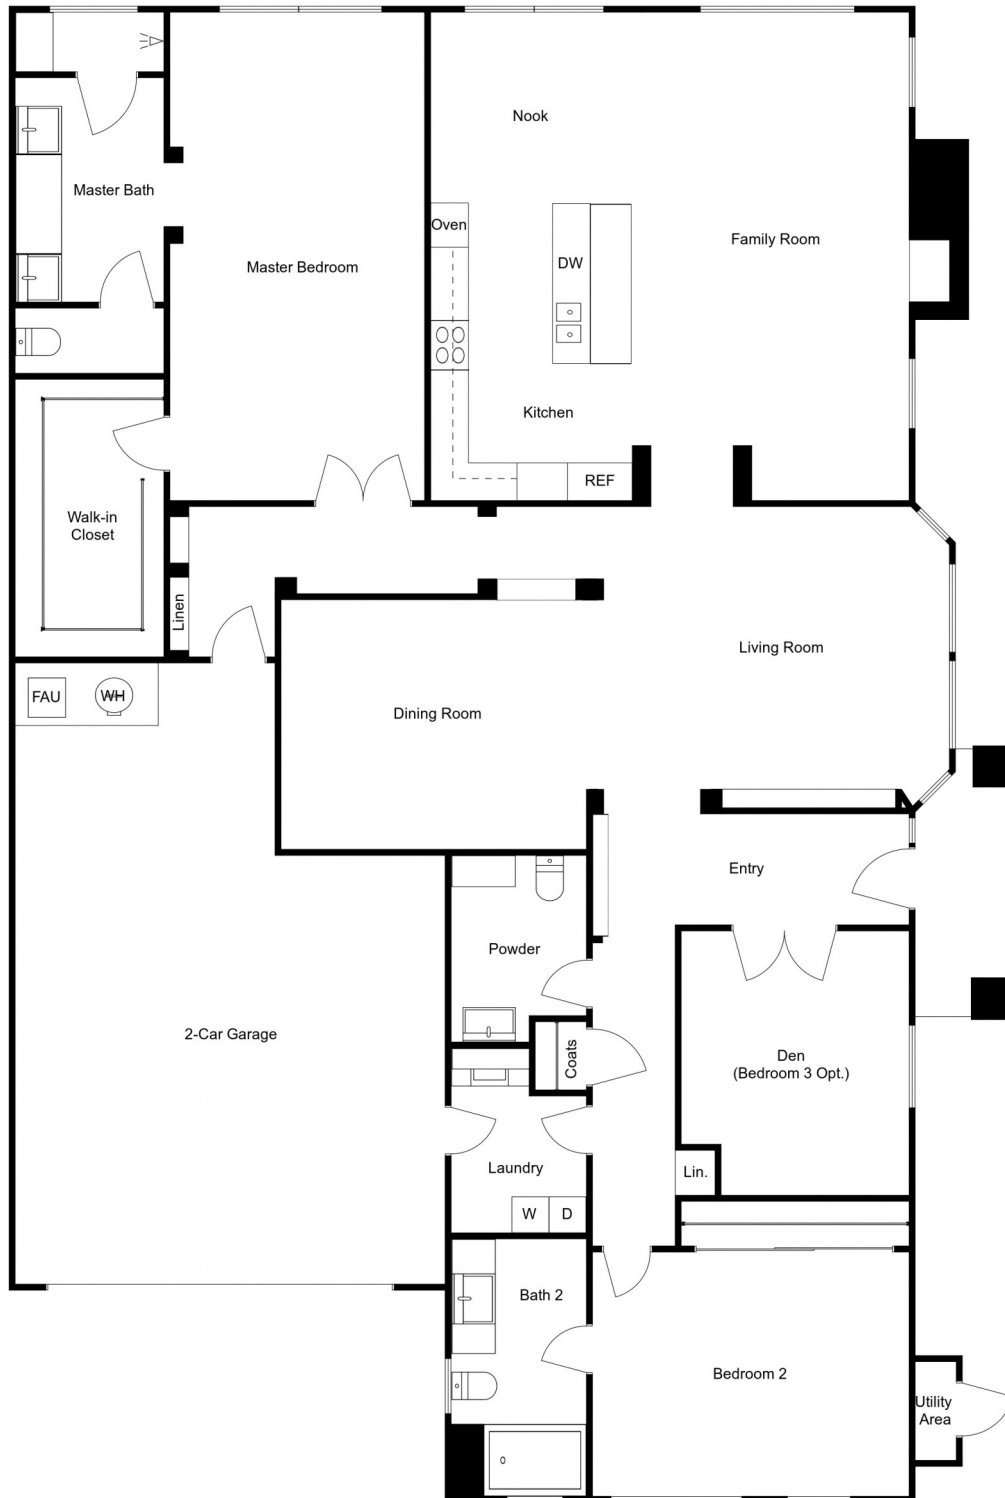 Nook
Master Bath
Oven
Family Room
DW
Master Bedroom
Kitchen
REF
Walk-in
Closet
Linen
Living Room
FAU
WH
Dining Room
Entry
Powder
2-Car Garage
Coats
Den
(Bedroom 3 Opt.)
Laundry
Lin.
W
D
Bath 2
Bedroom 2
Utility
Area